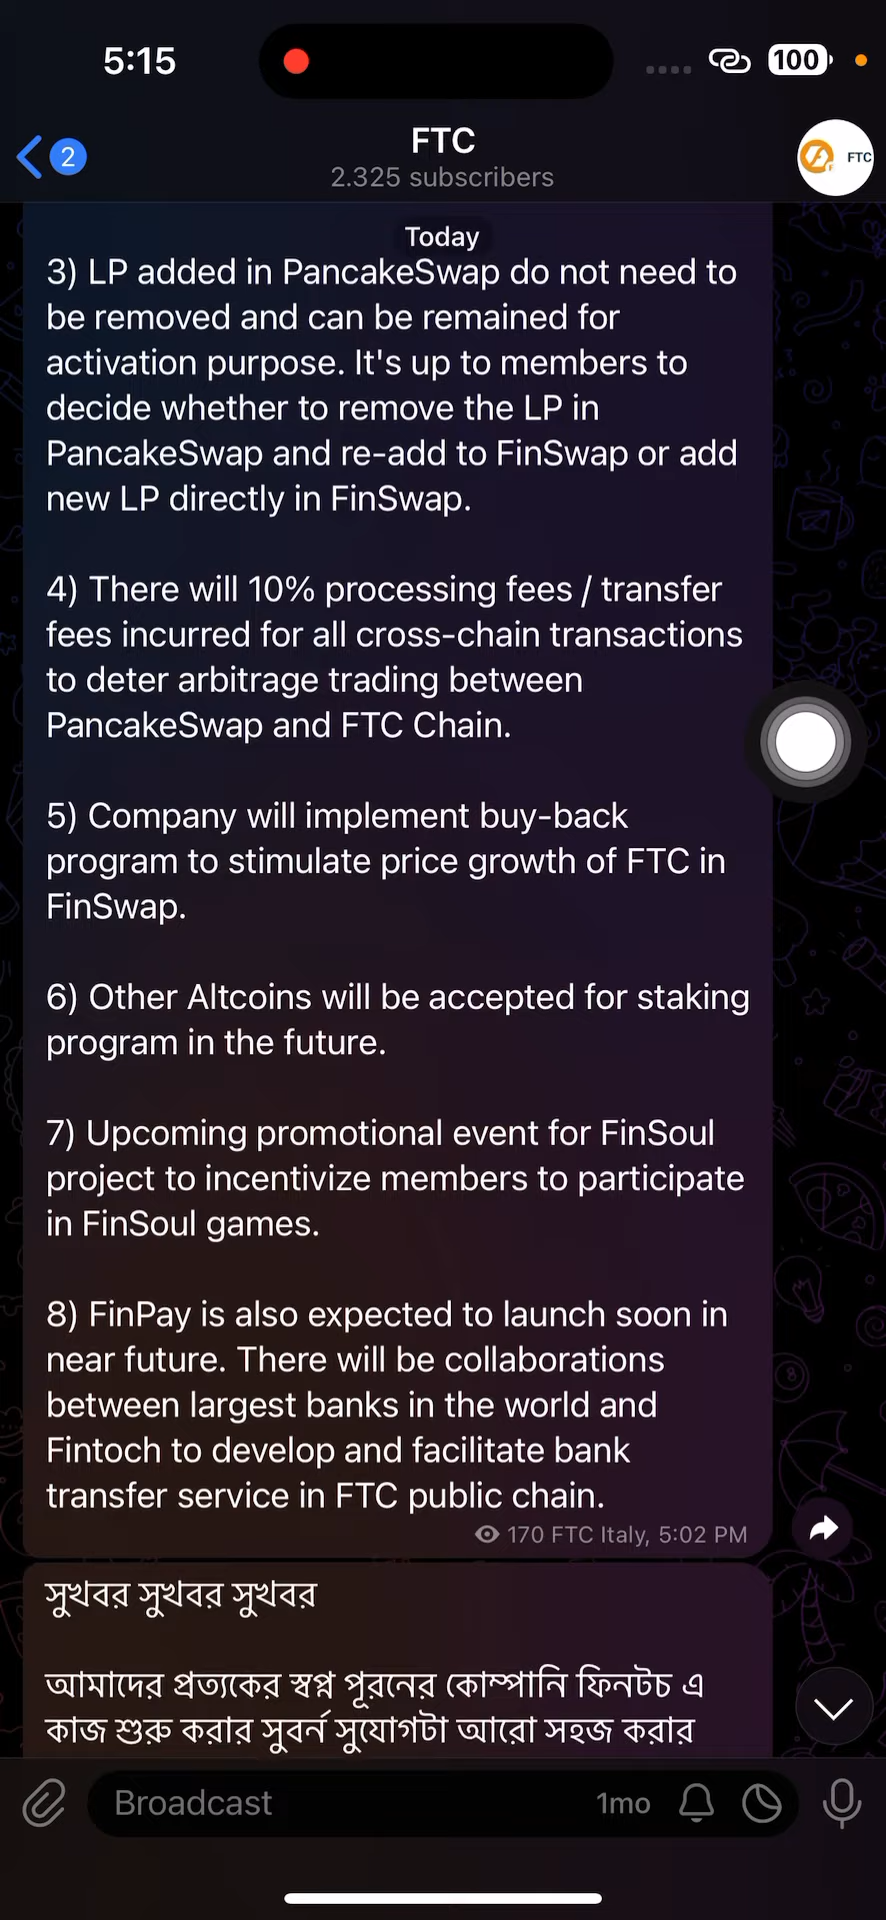 5:15
100
2
FTC
2.325 subscribers
FTC
Today
3) LP added in PancakeSwap do not need to
be removed and can be remained for
activation purpose. It's up to members to
decide whether to remove the LP in
PancakeSwap and re-add to FinSwap or add
new LP directly in FinSwap.
4) There will 10% processing fees / transfer
fees incurred for all cross-chain transactions
to deter arbitrage trading between
PancakeSwap and FTC Chain.
5) Company will implement buy-back
program to stimulate price growth of FTC in
FinSwap.
6) Other Altcoins will be accepted for staking
program in the future.
7) Upcoming promotional event for FinSoul
project to incentivize members to participate
in FinSoul games.
8) FinPay is also expected to launch soon in
near future. There will be collaborations
between largest banks in the world and
Fintoch to develop and facilitate bank
transfer service in FTC public chain.
170 FTC Italy, 5:02 PM
সুখবর সুখবর সুখবর
আমাদের প্রত্যকের স্বপ্ন পূরনের কোম্পানি ফিনটচ এ
কাজ শুরু করার সুবর্ন সুযোগটা আরো সহজ করার
Broadcast
1mo